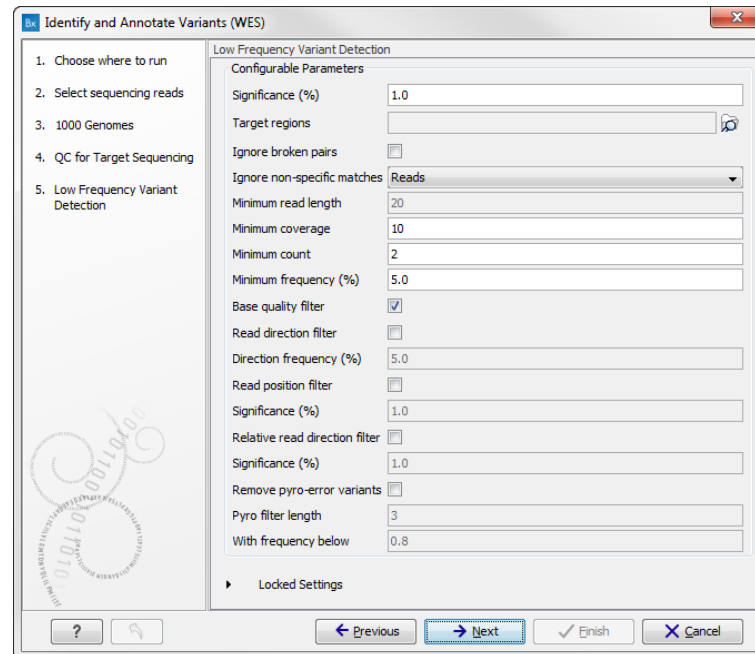 Bx Identify and Annotate Variants (WES)
1. Choose where to run
2. Select sequencing reads
3. 1000 Genomes
4. QC for Target Sequencing
5. Low Frequency Variant
Detection
Low Frequency Variant Detection
Configurable Parameters
Significance (%) 1.0
Target regions
Ignore broken pairs
Ignore non-specific matches Reads
Minimum read length 20
Minimum coverage 10
Minimum count 2
Minimum frequency (%) 5.0
Base quality filter
Read direction filter
Direction frequency (%) 5.0
Read position filter
Significance (%) 1.0
Relative read direction filter
Significance (%) 1.0
Remove pyro-error variants
Pyro filter length 3
With frequency below 0.8
Locked Settings
? Previous Next Finish Cancel